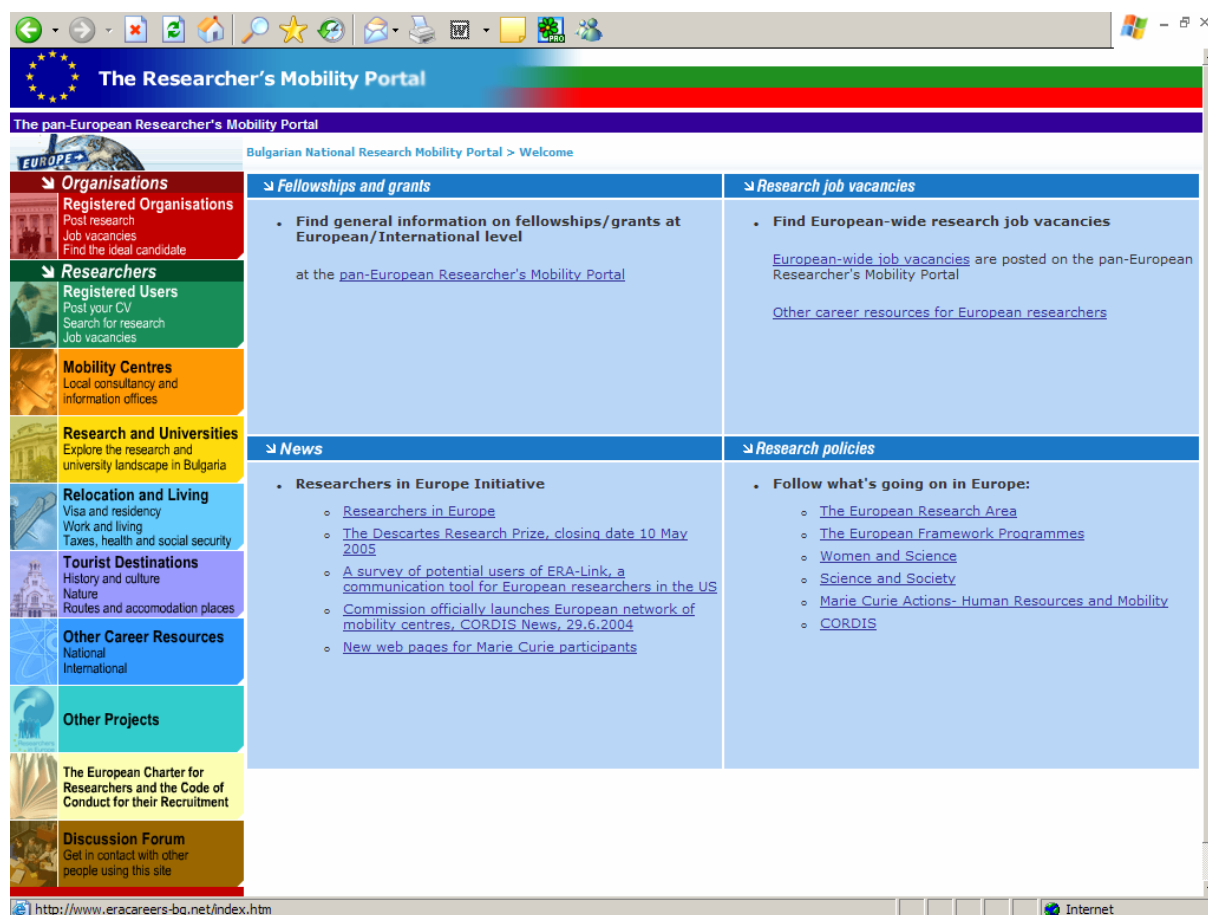 The Researcher's Mobility Portal
The pan-European Researcher's Mobility Portal
EUROPE
Bulgarian National Research Mobility Portal > Welcome
Organisations
Registered Organisations
Post research
Job vacancies
Find the ideal candidate
Researchers
Registered Users
Post your CV
Search for research
Job vacancies
Mobility Centres
Local consultancy and
information offices
Research and Universities
Explore the research and
university landscape in Bulgaria
Relocation and Living
Visa and residency
Work and living
Taxes, health and social security
Tourist Destinations
History and culture
Nature
Routes and accomodation places
Other Career Resources
National
International
Other Projects
The European Charter for
Researchers and the Code of
Conduct for their Recruitment
Discussion Forum
Get in contact with other
people using this site
Fellowships and grants
Find general information on fellowships/grants at
European/International level
at the pan-European Researcher's Mobility Portal
Research job vacancies
Find European-wide research job vacancies
European-wide job vacancies are posted on the pan-European
Researcher's Mobility Portal
Other career resources for European researchers
News
Researchers in Europe Initiative
Researchers in Europe
The Descartes Research Prize, closing date 10 May
2005
A survey of potential users of ERA-Link, a
communication tool for European researchers in the US
Commission officially launches European network of
mobility centres, CORDIS News, 29.6.2004
New web pages for Marie Curie participants
Research policies
Follow what's going on in Europe:
The European Research Area
The European Framework Programmes
Women and Science
Science and Society
Marie Curie Actions- Human Resources and Mobility
CORDIS
http://www.eracareers-bg.net/index.htm
Internet